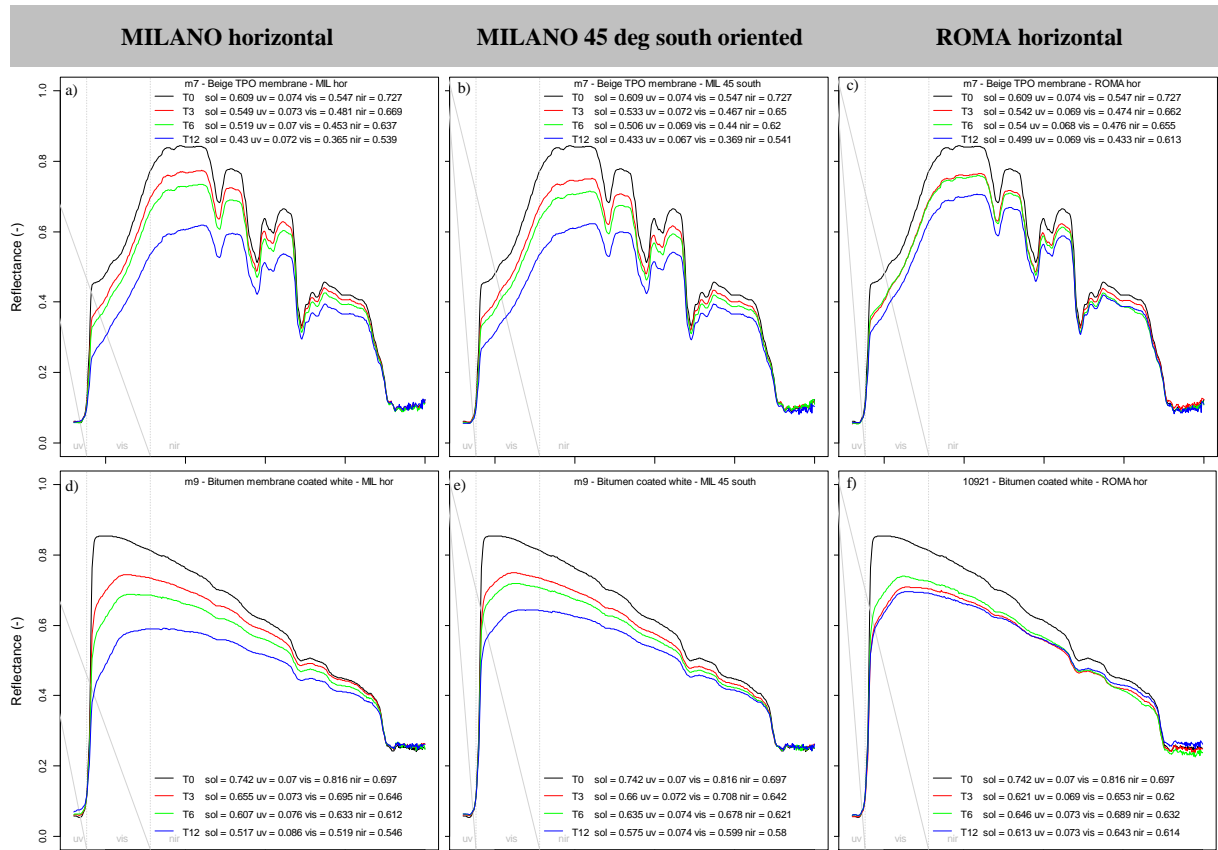 MILANO horizontal MILANO 45 deg south oriented ROMA horizontal
a) m7 - Beige TPO membrane - MIL hor
T0 sol = 0.609 uv = 0.074 vis = 0.547 nir = 0.727
T3 sol = 0.549 uv = 0.073 vis = 0.481 nir = 0.669
T6 sol = 0.519 uv = 0.07 vis = 0.453 nir = 0.637
T12 sol = 0.43 uv = 0.072 vis = 0.365 nir = 0.539
Reflectance (-)
1.0
0.8
0.6
0.4
0.2
0.0
uv vis nir
b) m7 - Beige TPO membrane - MIL 45 south
T0 sol = 0.609 uv = 0.074 vis = 0.547 nir = 0.727
T3 sol = 0.533 uv = 0.072 vis = 0.467 nir = 0.65
T6 sol = 0.506 uv = 0.069 vis = 0.44 nir = 0.62
T12 sol = 0.433 uv = 0.067 vis = 0.369 nir = 0.541
uv vis nir
c) m7 - Beige TPO membrane - ROMA hor
T0 sol = 0.609 uv = 0.074 vis = 0.547 nir = 0.727
T3 sol = 0.542 uv = 0.069 vis = 0.474 nir = 0.662
T6 sol = 0.54 uv = 0.068 vis = 0.476 nir = 0.655
T12 sol = 0.499 uv = 0.069 vis = 0.433 nir = 0.613
uv vis nir
d) m9 - Bitumen membrane coated white - MIL hor
Reflectance (-)
1.0
0.8
0.6
0.4
0.2
0.0
T0 sol = 0.742 uv = 0.07 vis = 0.816 nir = 0.697
T3 sol = 0.655 uv = 0.073 vis = 0.695 nir = 0.646
T6 sol = 0.607 uv = 0.076 vis = 0.633 nir = 0.612
T12 sol = 0.517 uv = 0.086 vis = 0.519 nir = 0.546
uv vis nir
e) m9 - Bitumen coated white - MIL 45 south
T0 sol = 0.742 uv = 0.07 vis = 0.816 nir = 0.697
T3 sol = 0.66 uv = 0.072 vis = 0.708 nir = 0.642
T6 sol = 0.635 uv = 0.074 vis = 0.678 nir = 0.621
T12 sol = 0.575 uv = 0.074 vis = 0.599 nir = 0.58
uv vis nir
f) 10921 - Bitumen coated white - ROMA hor
T0 sol = 0.742 uv = 0.07 vis = 0.816 nir = 0.697
T3 sol = 0.621 uv = 0.069 vis = 0.653 nir = 0.62
T6 sol = 0.646 uv = 0.073 vis = 0.689 nir = 0.632
T12 sol = 0.613 uv = 0.073 vis = 0.643 nir = 0.614
uv vis nir